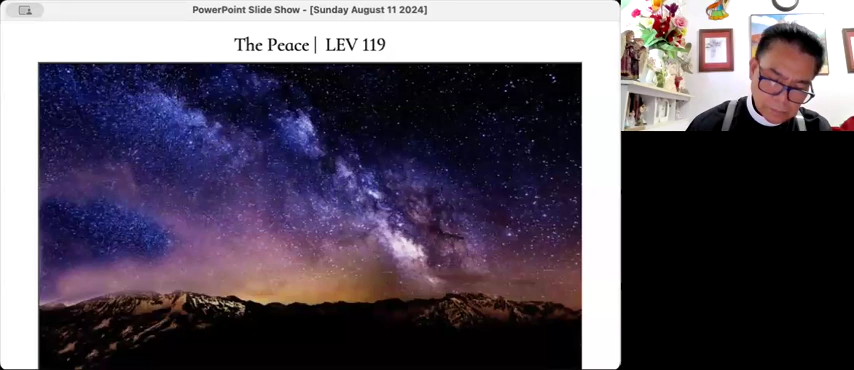 PowerPoint Slide Show - [Sunday August 11 2024]
The Peace | LEV 119